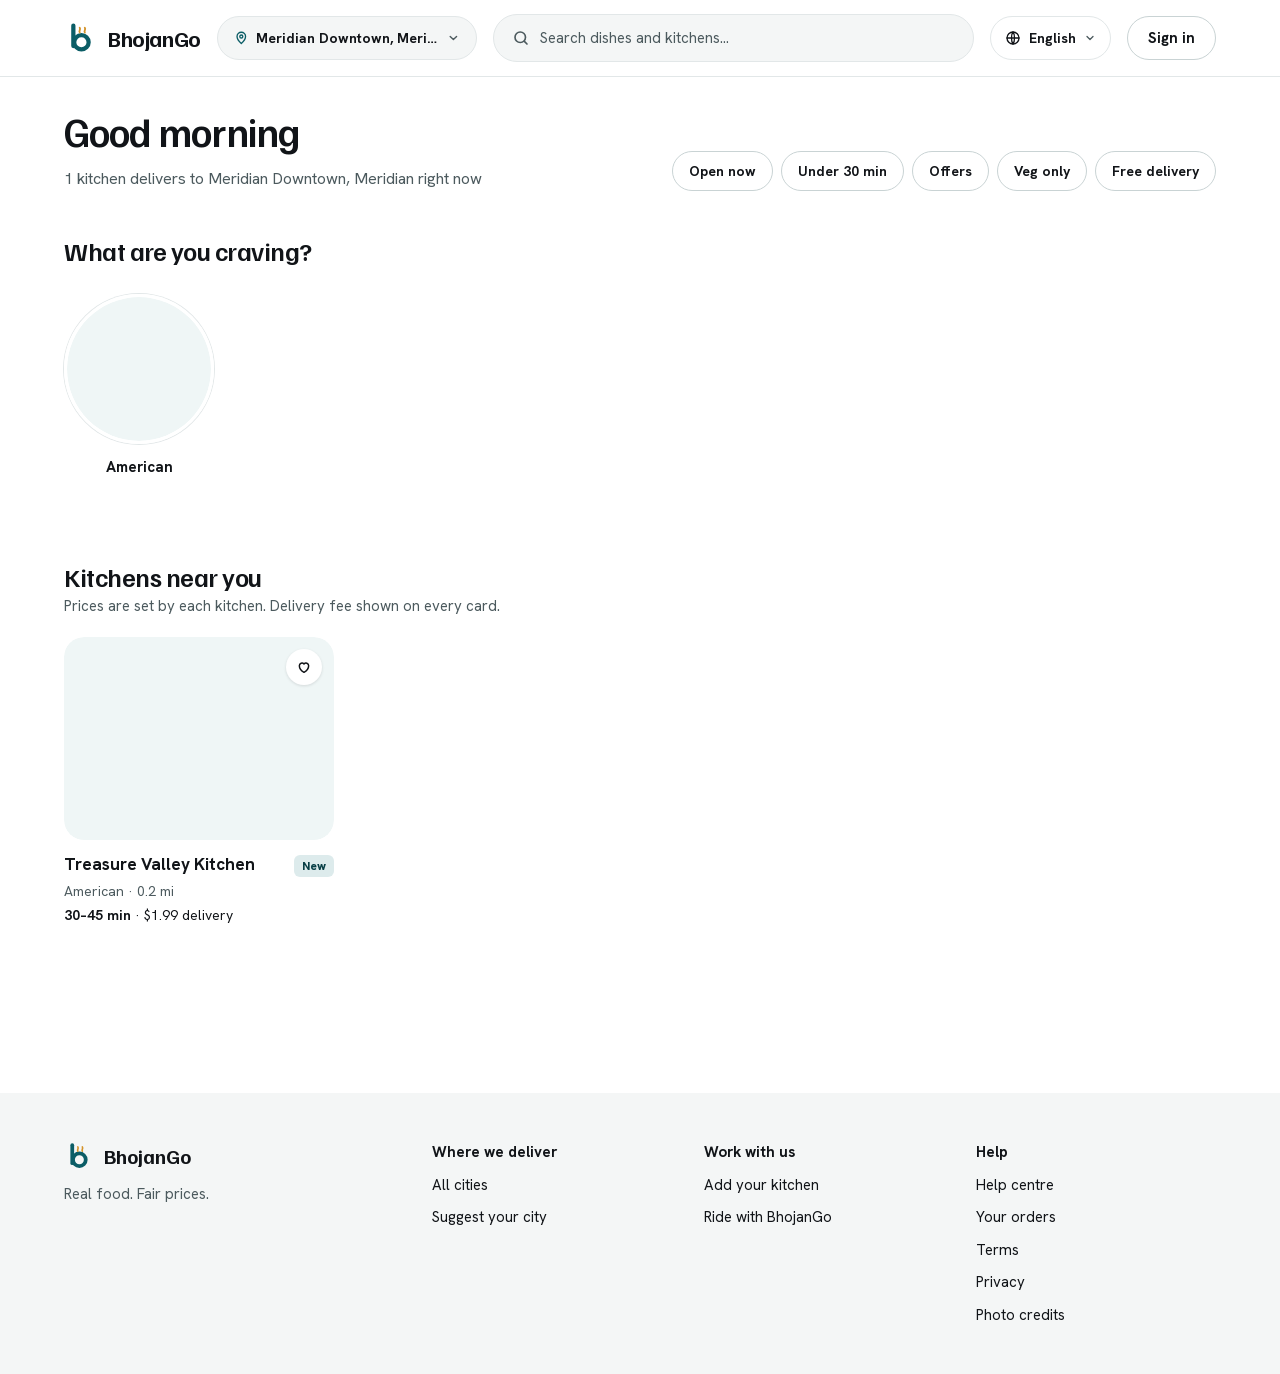 BhojanGo
Meridian Downtown, Meri...
Search dishes and kitchens...
English
Sign in
Good morning
1 kitchen delivers to Meridian Downtown, Meridian right now
Open now
Under 30 min
Offers
Veg only
Free delivery
What are you craving?
American
Kitchens near you
Prices are set by each kitchen. Delivery fee shown on every card.
Treasure Valley Kitchen
New
American · 0.2 mi
30–45 min · $1.99 delivery
BhojanGo
Real food. Fair prices.
Where we deliver
All cities
Suggest your city
Work with us
Add your kitchen
Ride with BhojanGo
Help
Help centre
Your orders
Terms
Privacy
Photo credits